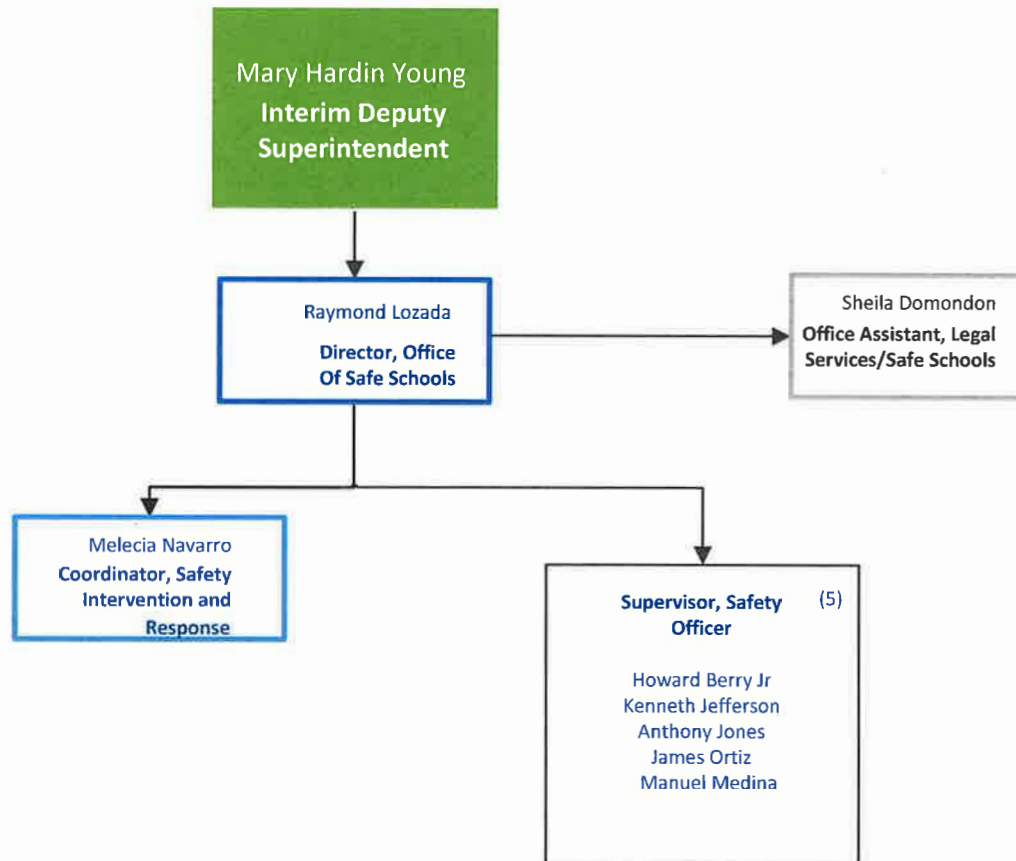 Mary Hardin Young
Interim Deputy
Superintendent
Raymond Lozada
Director, Office
Of Safe Schools
Sheila Domondon
Office Assistant, Legal
Services/Safe Schools
Melecia Navarro
Coordinator, Safety
Intervention and
Response
Supervisor, Safety (5)
Officer
Howard Berry Jr
Kenneth Jefferson
Anthony Jones
James Ortiz
Manuel Medina